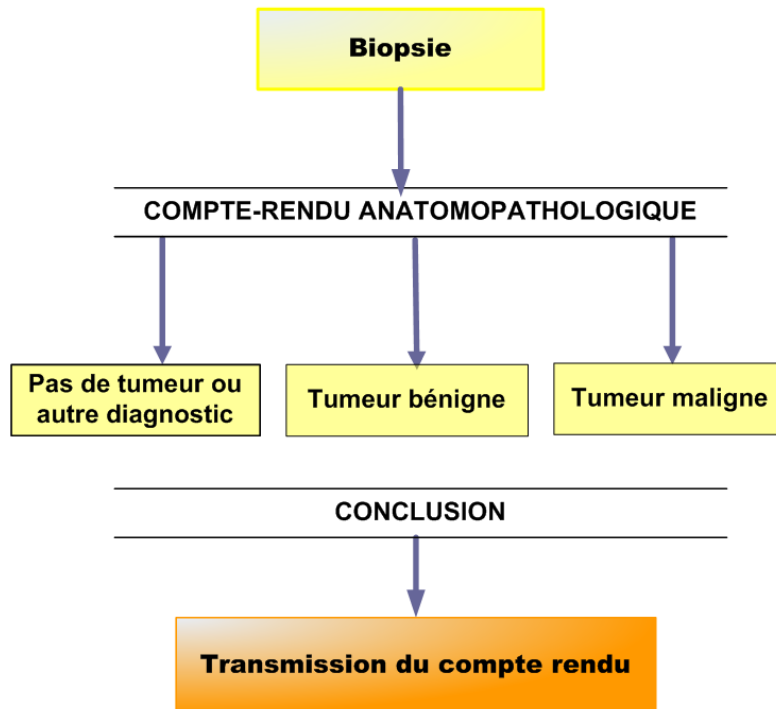 Biopsie
COMPTE-RENDU ANATOMOPATHOLOGIQUE
Pas de tumeur ou
autre diagnostic
Tumeur bénigne
Tumeur maligne
CONCLUSION
Transmission du compte rendu